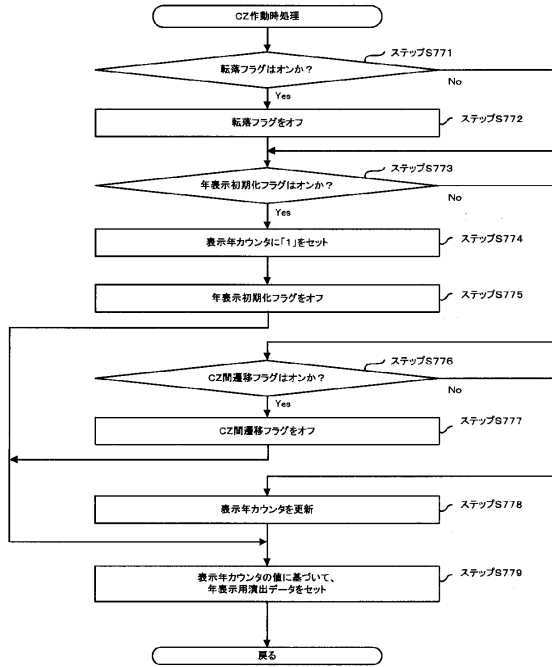 CZ作動時処理
ステップS771
転落フラグはオンか？
No
Yes
ステップS772
転落フラグをオフ
ステップS773
年表示初期化フラグはオンか？
No
Yes
ステップS774
表示年カウンタに「1」をセット
ステップS775
年表示初期化フラグをオフ
ステップS776
CZ間遷移フラグはオンか？
No
Yes
ステップS777
CZ間遷移フラグをオフ
ステップS778
表示年カウンタを更新
ステップS779
表示年カウンタの値に基づいて、
年表示用演出データをセット
戻る